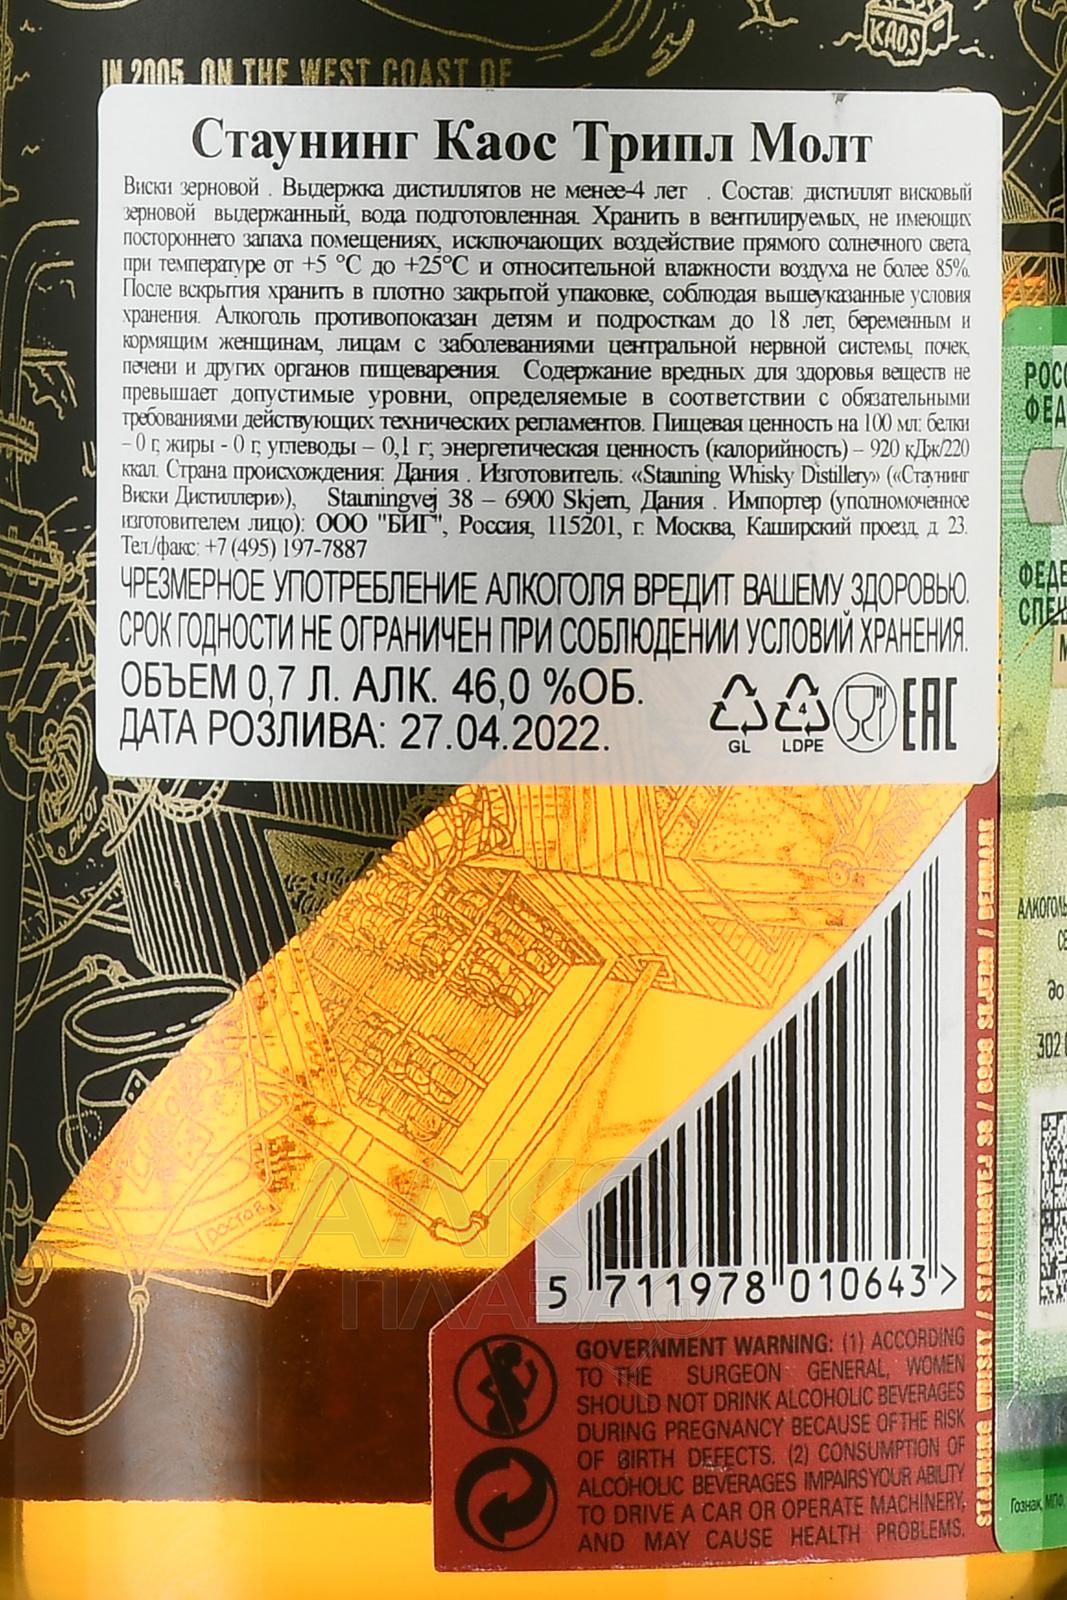 KAOS
IN 2005, ON THE WEST COAST OF
Стаунинг Каос Трипл Молт
Виски зерновой . Выдержка дистиллятов не менее-4 лет . Состав: дистиллят висковый
зерновой выдержанный, вода подготовленная. Хранить в вентилируемых, не имеющих
постороннего запаха помещениях, исключающих воздействие прямого солнечного света,
при температуре от +5 °C до +25°C и относительной влажности воздуха не более 85%.
После вскрытия хранить в плотно закрытой упаковке, соблюдая вышеуказанные условия
хранения. Алкоголь противопоказан детям и подросткам до 18 лет, беременным и
кормящим женщинам, лицам с заболеваниями центральной нервной системы, почек,
печени и других органов пищеварения. Содержание вредных для здоровья веществ не
превышает допустимые уровни, определяемые в соответствии с обязательными
требованиями действующих технических регламентов. Пищевая ценность на 100 мл: белки
– 0 г, жиры - 0 г, углеводы – 0,1 г; энергетическая ценность (калорийность) – 920 кДж/220
ккал. Страна происхождения: Дания . Изготовитель: «Stauning Whisky Distillery» («Стаунинг
Виски Дистиллери»), Stauningvej 38 – 6900 Skjern, Дания . Импортер (уполномоченное
изготовителем лицо): ООО "БИГ", Россия, 115201, г. Москва, Каширский проезд, д. 23.
Тел./факс: +7 (495) 197-7887
ЧРЕЗМЕРНОЕ УПОТРЕБЛЕНИЕ АЛКОГОЛЯ ВРЕДИТ ВАШЕМУ ЗДОРОВЬЮ.
СРОК ГОДНОСТИ НЕ ОГРАНИЧЕН ПРИ СОБЛЮДЕНИИ УСЛОВИЙ ХРАНЕНИЯ.
ОБЪЕМ 0,7 Л. АЛК. 46,0 %ОБ.
ДАТА РОЗЛИВА: 27.04.2022.
GL
4
LDPE
EAC
АЛКО
ПЛАЗА
5 711978 010643 >
GOVERNMENT WARNING: (1) ACCORDING
TO THE SURGEON GENERAL, WOMEN
SHOULD NOT DRINK ALCOHOLIC BEVERAGES
DURING PREGNANCY BECAUSE OF THE RISK
OF BIRTH DEFECTS. (2) CONSUMPTION OF
ALCOHOLIC BEVERAGES IMPAIRS YOUR ABILITY
TO DRIVE A CAR OR OPERATE MACHINERY,
AND MAY CAUSE HEALTH PROBLEMS.
STAUNING WHISKY / STAUNINGVEJ 38 / 6900 SKJERN / DENMARK
РОСС
ФЕД
ФЕДЕ
СПЕЦ
М
АЛКОГОЛЬ
до
302
Гознак, МПФ,